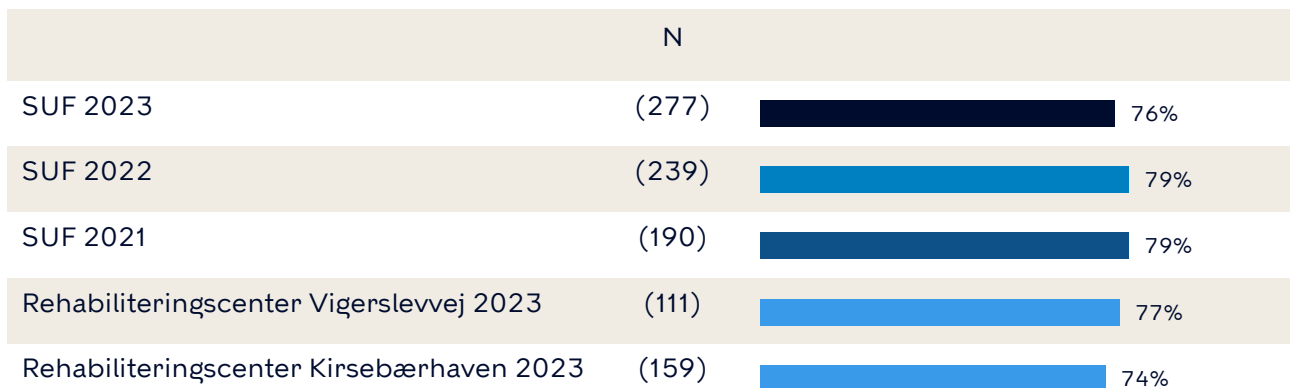 N
SUF 2023 (277) 76%
SUF 2022 (239) 79%
SUF 2021 (190) 79%
Rehabiliteringscenter Vigerslevvej 2023 (111) 77%
Rehabiliteringscenter Kirsebærhaven 2023 (159) 74%